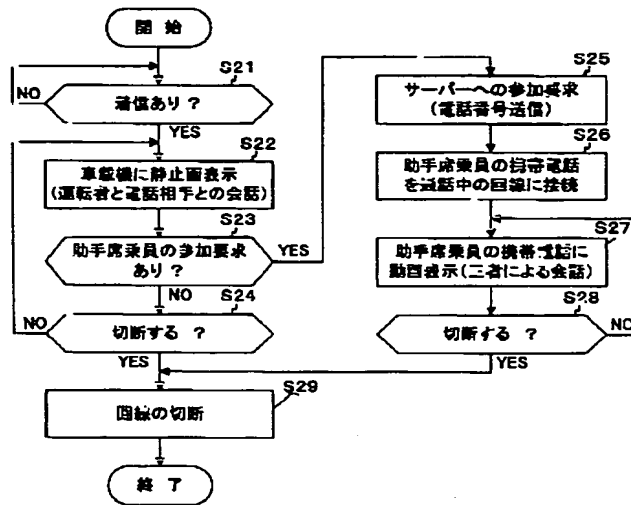 開始
S21
着信あり？
NO
YES
S22
車載機に静止画表示
(運転者と電話相手との会話)
S23
助手席乗員の参加要求
あり？
YES
NO
S24
切断する ？
NO
YES
S25
サーバーへの参加要求
(電話番号送信)
S26
助手席乗員の携帯電話
を通話中の回線に接続
S27
助手席乗員の携帯電話に
動画表示(三者による会話)
S28
切断する ？
NO
YES
S29
回線の切断
終了